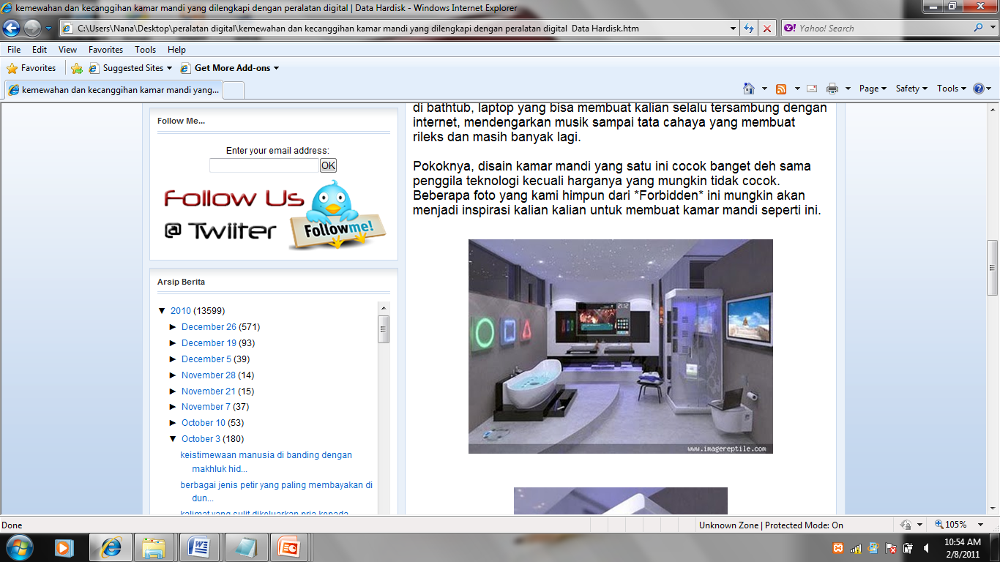 kemewahan dan kecanggihan kamar mandi yang dilengkapi dengan peralatan digital | Data Hardisk - Windows Internet Explorer
C:\Users\Nana\Desktop\peralatan digital\kemewahan dan kecanggihan kamar mandi yang dilengkapi dengan peralatan digital  Data Hardisk.htm
Yahoo! Search
File Edit View Favorites Tools Help
Favorites Suggested Sites Get More Add-ons
kemewahan dan kecanggihan kamar mandi yang...
Page Safety Tools
Follow Me...
Enter your email address:
OK
Follow Us
@ Twiiter
Followme!
Arsip Berita
▼ 2010 (13599)
► December 26 (571)
► December 19 (93)
► December 5 (39)
► November 28 (14)
► November 21 (15)
► November 7 (37)
► October 10 (53)
▼ October 3 (180)
keistimewaan manusia di banding dengan
makhluk hid...
berbagai jenis petir yang paling membayakan di
dun...
kalimat yang sulit dikeluarkan pria kepada
di bathtub, laptop yang bisa membuat kalian selalu tersambung dengan
internet, mendengarkan musik sampai tata cahaya yang membuat
rileks dan masih banyak lagi.
Pokoknya, disain kamar mandi yang satu ini cocok banget deh sama
penggila teknologi kecuali harganya yang mungkin tidak cocok.
Beberapa foto yang kami himpun dari *Forbidden* ini mungkin akan
menjadi inspirasi kalian kalian untuk membuat kamar mandi seperti ini.
21:12
www.imagereptile.com
Done
Unknown Zone | Protected Mode: On
105%
10:54 AM
2/8/2011